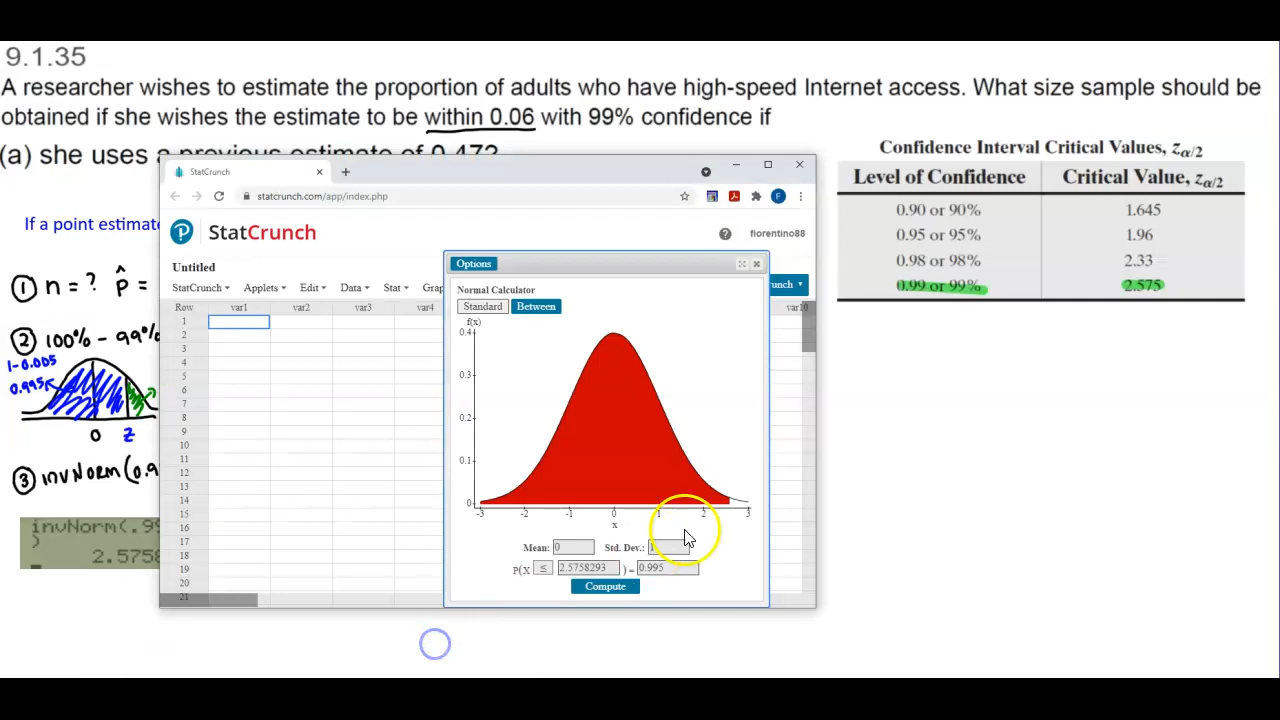 9.1.35
A researcher wishes to estimate the proportion of adults who have high-speed Internet access. What size sample should be
obtained if she wishes the estimate to be within 0.06 with 99% confidence if
(a) she uses a previous estimate of 0.472
Confidence Interval Critical Values, zα/2
Level of Confidence Critical Value, zα/2
0.90 or 90% 1.645
0.95 or 95% 1.96
0.98 or 98% 2.33
0.99 or 99% 2.575
If a point estimate
① n = ? p̂ =
② 100% - 99%
1-0.005
0.995
0 z
③ invNorm(0.9
invNorm(.99
)
2.5758
StatCrunch
statcrunch.com/app/index.php
StatCrunch
fiorentino88
Untitled
StatCrunch Applets Edit Data Stat Grap
Row var1 var2 var3 var4 var10
1
2
3
4
5
6
7
8
9
10
11
12
13
14
15
16
17
18
19
20
21
Options
Normal Calculator
Standard Between
f(x)
0.4
0.3
0.2
0.1
0
-3 -2 -1 0 1 2 3
x
Mean: 0 Std. Dev.: 1
P(X ≤ 2.5758293 ) = 0.995
Compute